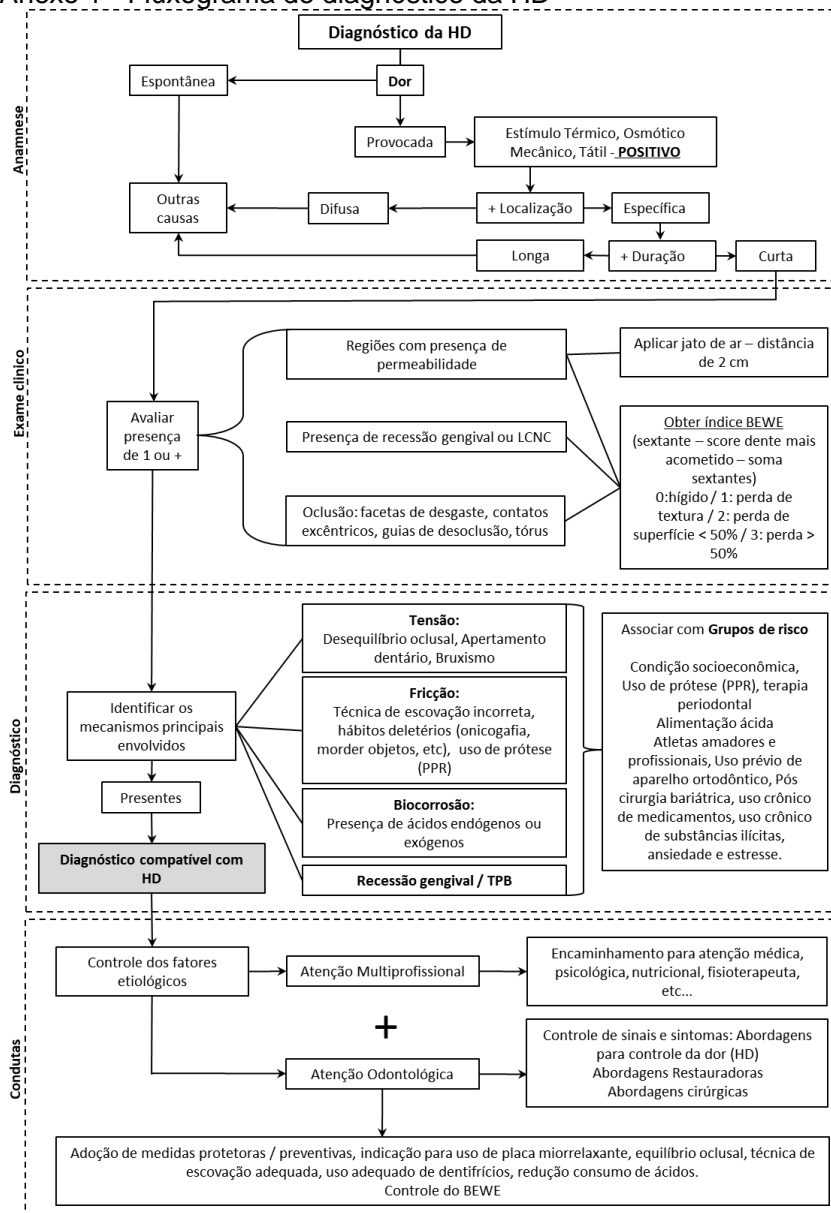 Anexo 1 - Fluxograma do diagnóstico da HD
Diagnóstico da HD
Anamnese
Espontânea
Dor
Provocada
Estímulo Térmico, Osmótico
Mecânico, Tátil - POSITIVO
Outras
causas
Difusa
+ Localização
Específica
Longa
+ Duração
Curta
Exame clínico
Avaliar
presença
de 1 ou +
Regiões com presença de
permeabilidade
Aplicar jato de ar – distância
de 2 cm
Presença de recessão gengival ou LCNC
Oclusão: facetas de desgaste, contatos
excêntricos, guias de desoclusão, tórus
Obter índice BEWE
(sextante – score dente mais
acometido – soma
sextantes)
0:hígido / 1: perda de
textura / 2: perda de
superfície < 50% / 3: perda >
50%
Diagnóstico
Identificar os
mecanismos principais
envolvidos
Presentes
Diagnóstico compatível com
HD
Tensão:
Desequilíbrio oclusal, Apertamento
dentário, Bruxismo
Fricção:
Técnica de escovação incorreta,
hábitos deletérios (onicogafia,
morder objetos, etc), uso de prótese
(PPR)
Biocorrosão:
Presença de ácidos endógenos ou
exógenos
Recessão gengival / TPB
Associar com Grupos de risco
Condição socioeconômica,
Uso de prótese (PPR), terapia
periodontal
Alimentação ácida
Atletas amadores e
profissionais, Uso prévio de
aparelho ortodôntico, Pós
cirurgia bariátrica, uso crônico
de medicamentos, uso crônico
de substâncias ilícitas,
ansiedade e estresse.
Condutas
Controle dos fatores
etiológicos
Atenção Multiprofissional
Encaminhamento para atenção médica,
psicológica, nutricional, fisioterapeuta,
etc...
+
Atenção Odontológica
Controle de sinais e sintomas: Abordagens
para controle da dor (HD)
Abordagens Restauradoras
Abordagens cirúrgicas
Adoção de medidas protetoras / preventivas, indicação para uso de placa miorrelaxante, equilíbrio oclusal, técnica de
escovação adequada, uso adequado de dentifrícios, redução consumo de ácidos.
Controle do BEWE